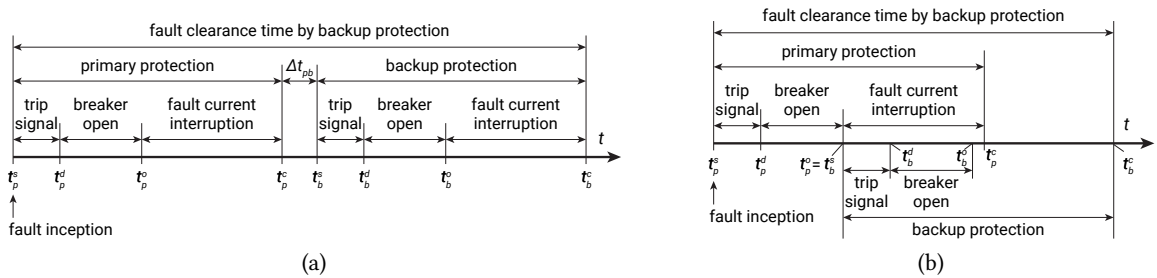 fault clearance time by backup protection
primary protection
Δt_pb
backup protection
trip
signal
breaker
open
fault current
interruption
trip
signal
breaker
open
fault current
interruption
t
t_p^s
t_p^d
t_p^o
t_p^c
t_b^s
t_b^d
t_b^o
t_b^c
fault inception
(a)
fault clearance time by backup protection
primary protection
trip
signal
breaker
open
fault current
interruption
t
t_p^s
t_p^d
t_p^o = t_b^s
t_b^d
t_b^o
t_p^c
t_b^c
trip
signal
breaker
open
fault inception
backup protection
(b)